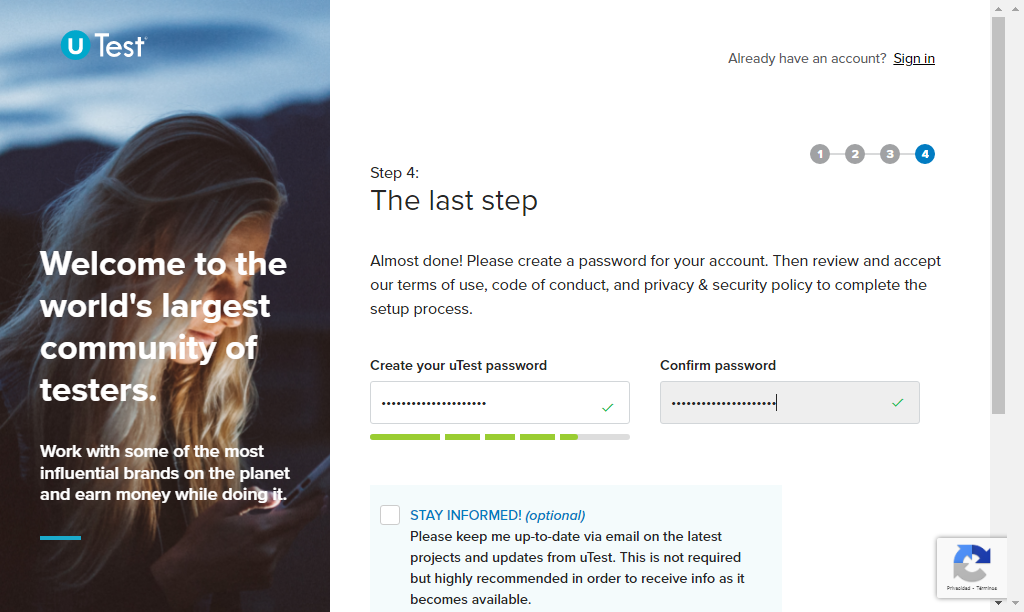 uTest
Already have an account? Sign in
1 2 3 4
Step 4:
The last step
Welcome to the
world's largest
community of
testers.
Work with some of the most
influential brands on the planet
and earn money while doing it.
Almost done! Please create a password for your account. Then review and accept
our terms of use, code of conduct, and privacy & security policy to complete the
setup process.
Create your uTest password
Confirm password
STAY INFORMED! (optional)
Please keep me up-to-date via email on the latest
projects and updates from uTest. This is not required
but highly recommended in order to receive info as it
becomes available.
Privacidad - Términos